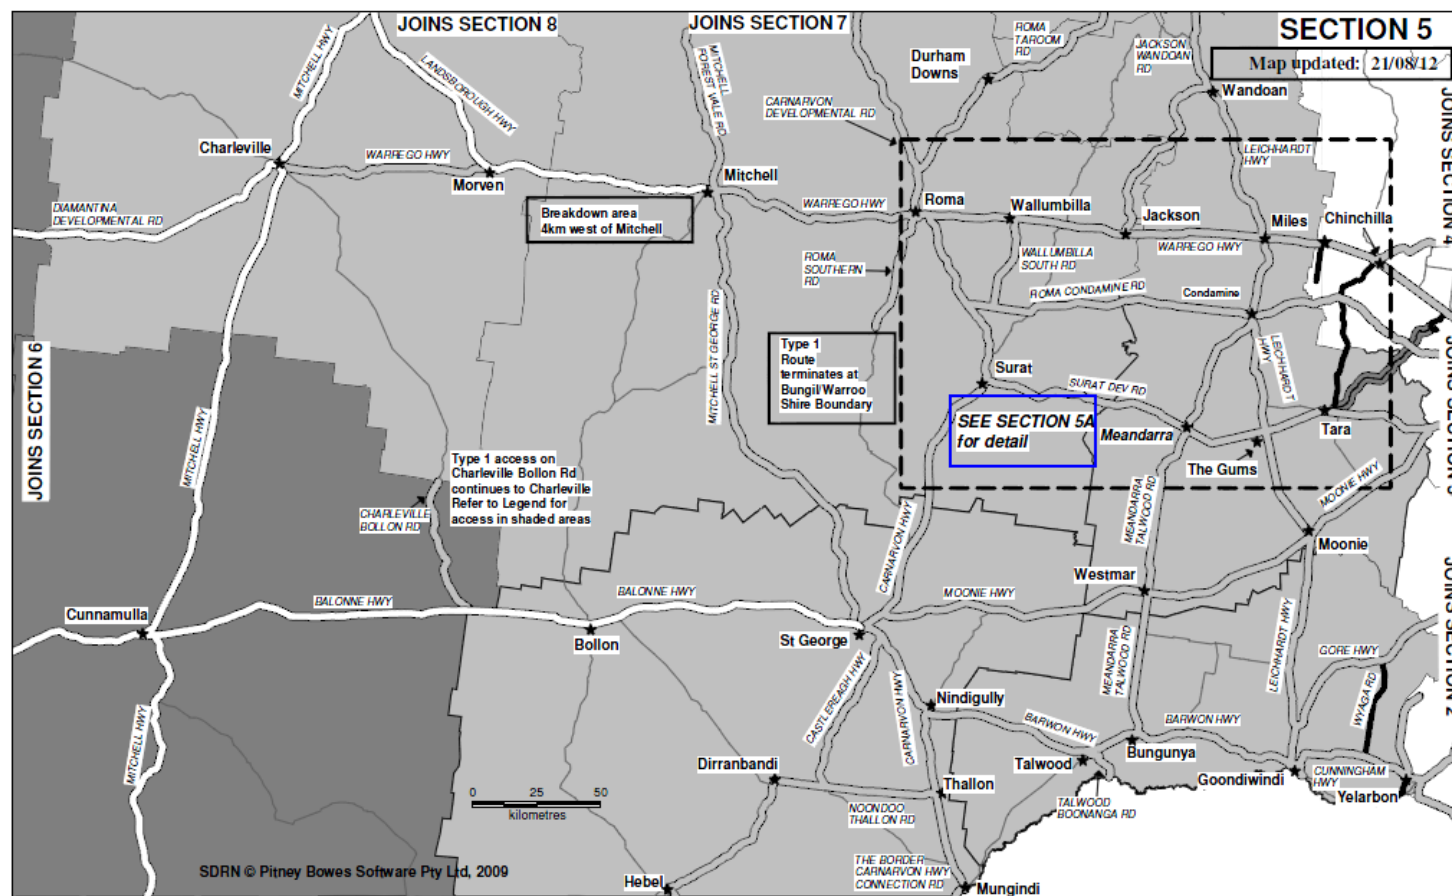 JOINS SECTION 8
JOINS SECTION 7
SECTION 5
Map updated: 21/08/12
MITCHELL HWY
LANDSBOROUGH HWY
MITCHELL
FOREST VALE RD
Durham
Downs
ROMA
TAROOM
RD
JACKSON
WANDOAN
RD
Wandoan
JOINS SECTION 4
CARNARVON
DEVELOPMENTAL RD
Charleville
WARREGO HWY
Morven
Mitchell
LEICHHARDT
HWY
DIAMANTINA
DEVELOPMENTAL RD
Breakdown area
4km west of Mitchell
WARREGO HWY
Roma
Wallumbilla
Jackson
Miles
Chinchilla
WARREGO HWY
ROMA
SOUTHERN
RD
WALLUMBILLA
SOUTH RD
ROMA CONDAMINE RD
Condamine
MITCHELL ST GEORGE RD
JOINS SECTION 6
Type 1
Route
terminates at
Bungil/Warroo
Shire Boundary
LEICHHARDT
HWY
JOINS SECTION 3
Surat
SURAT DEV RD
SEE SECTION 5A
for detail
Meandarra
The Gums
Tara
MITCHELL HWY
Type 1 access on
Charleville Bollon Rd
continues to Charleville
Refer to Legend for
access in shaded areas
CHARLEVILLE
BOLLON RD
MEANDARRA
TALWOOD RD
MOONIE HWY
CARNARVON HWY
Moonie
Westmar
JOINS SECTION 2
Cunnamulla
BALONNE HWY
BALONNE HWY
MOONIE HWY
Bollon
St George
MEANDARRA
TALWOOD RD
LEICHHARDT HWY
GORE HWY
WYAGA RD
MITCHELL HWY
CASTLEREAGH HWY
CARNARVON HWY
Nindigully
BARWON HWY
BARWON HWY
Bungunya
Dirranbandi
Talwood
Goondiwindi
CUNNINGHAM
HWY
Yelarbon
0 25 50
kilometres
Thallon
NOONDOO
THALLON RD
TALWOOD
BOONANGA RD
SDRN © Pitney Bowes Software Pty Ltd, 2009
Hebel
THE BORDER
CARNARVON HWY
CONNECTION RD
Mungindi